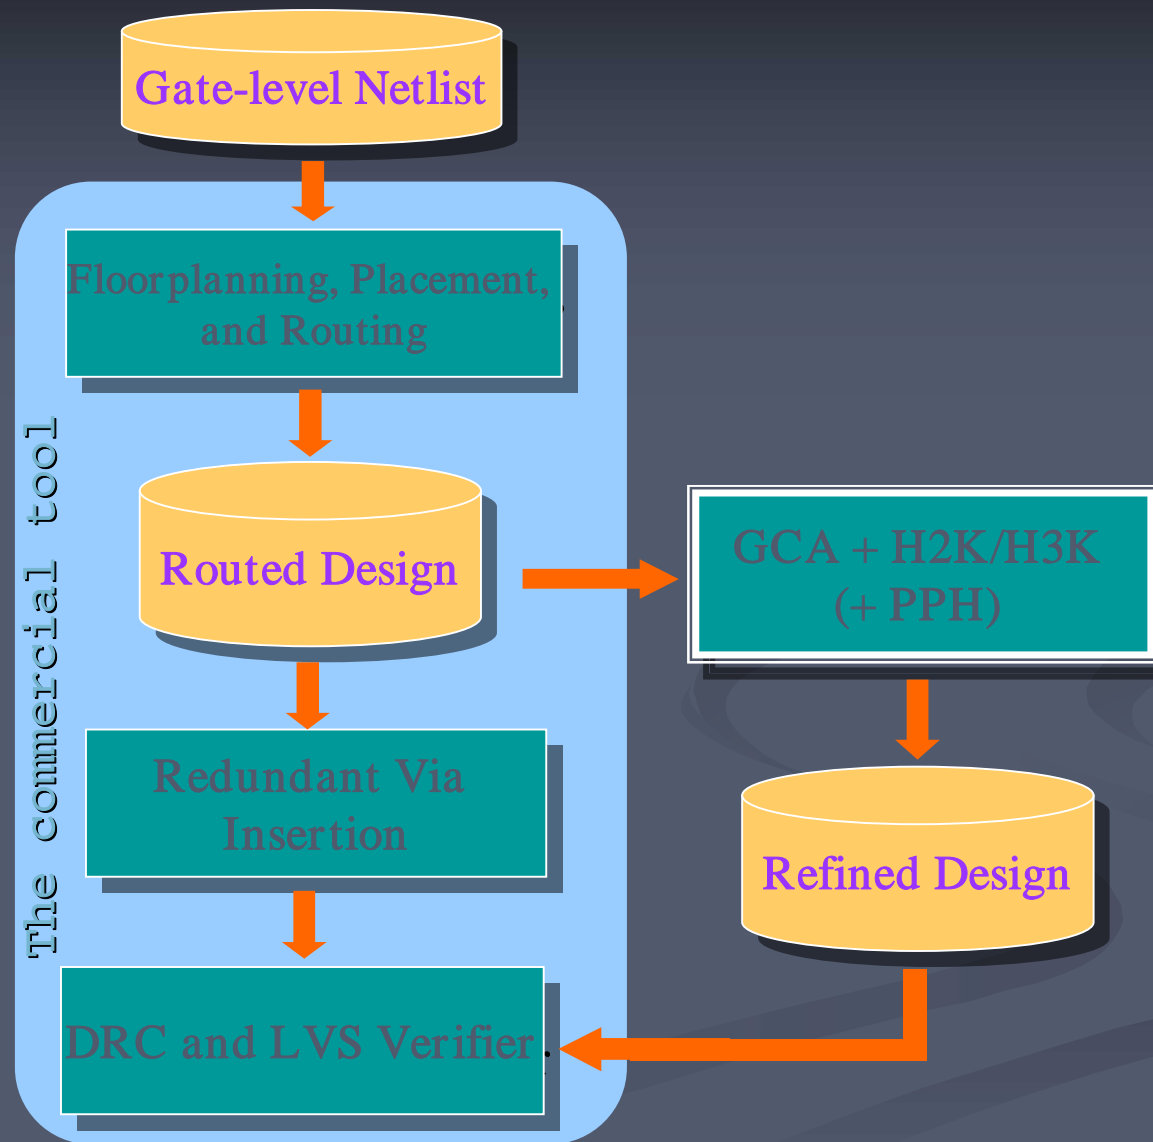 Gate-level Netlist
Floorplanning, Placement,
and Routing
The commercial tool
Routed Design
GCA + H2K/H3K
(+ PPH)
Redundant Via
Insertion
Refined Design
DRC and LVS Verifier